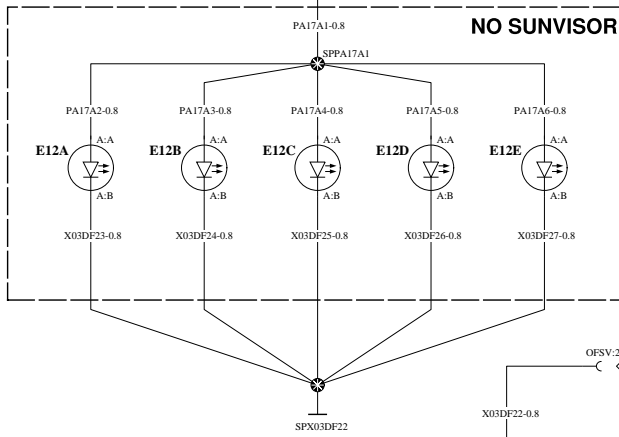 PA17A1-0.8
NO SUNVISOR
SPPA17A1
PA17A2-0.8 PA17A3-0.8 PA17A4-0.8 PA17A5-0.8 PA17A6-0.8
A:A A:A A:A A:A A:A
E12A E12B E12C E12D E12E
A:B A:B A:B A:B A:B
X03DF23-0.8 X03DF24-0.8 X03DF25-0.8 X03DF26-0.8 X03DF27-0.8
OFSV:2
X03DF22-0.8
SPX03DF22